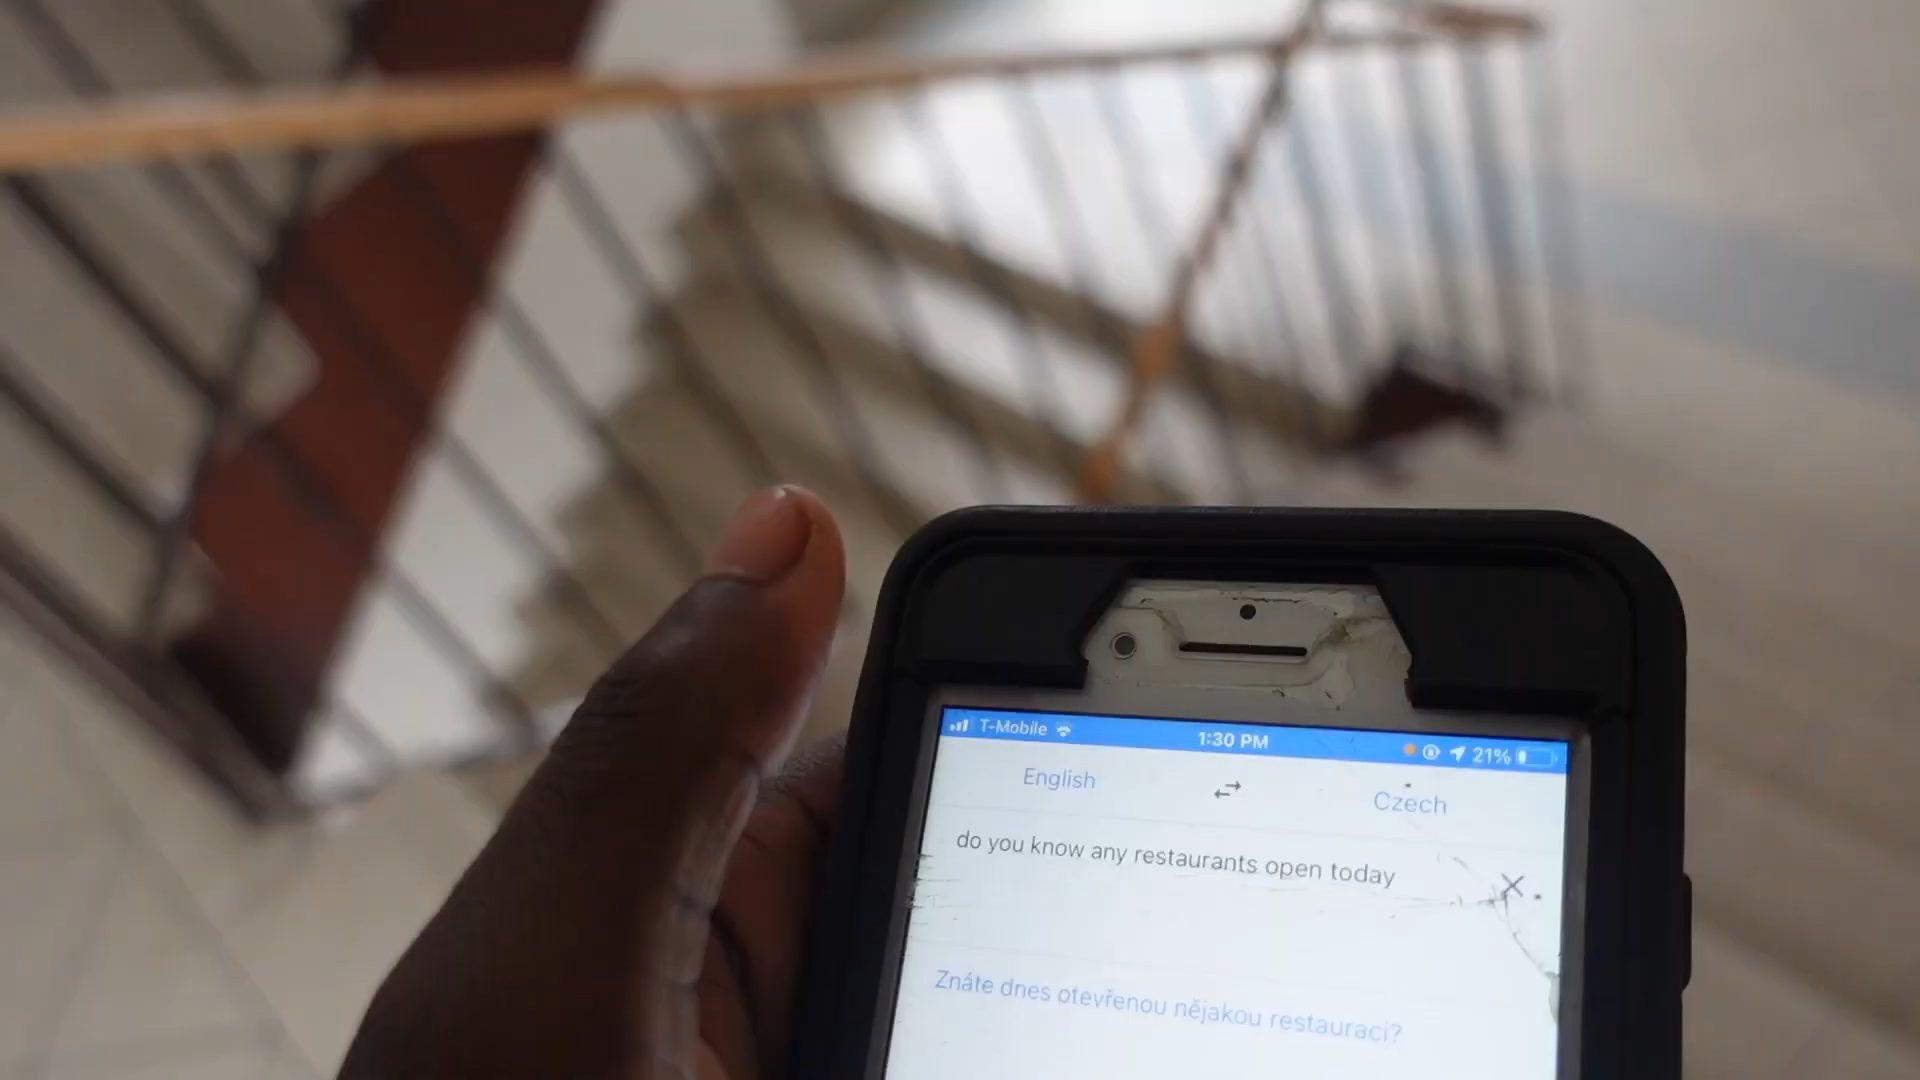 T-Mobile 1:30 PM 21%
English Czech
do you know any restaurants open today
Znáte dnes otevřenou nějakou restauraci?